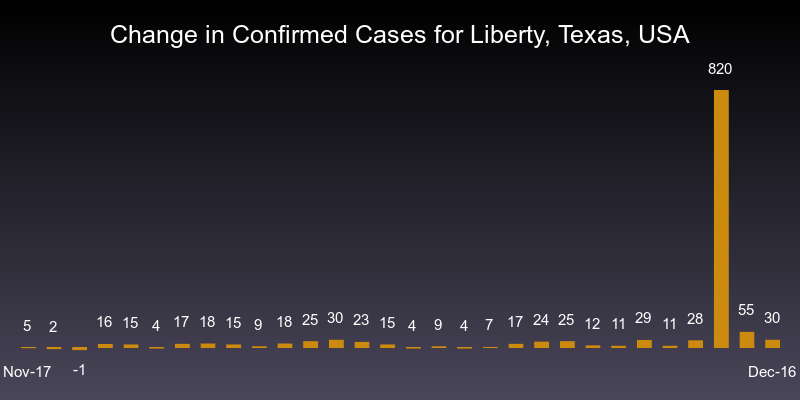 Change in Confirmed Cases for Liberty, Texas, USA
820
5 2 16 15 4 17 18 15 9 18 25 30 23 15 4 9 4 7 17 24 25 12 11 29 11 28 55 30
-1
Nov-17 Dec-16